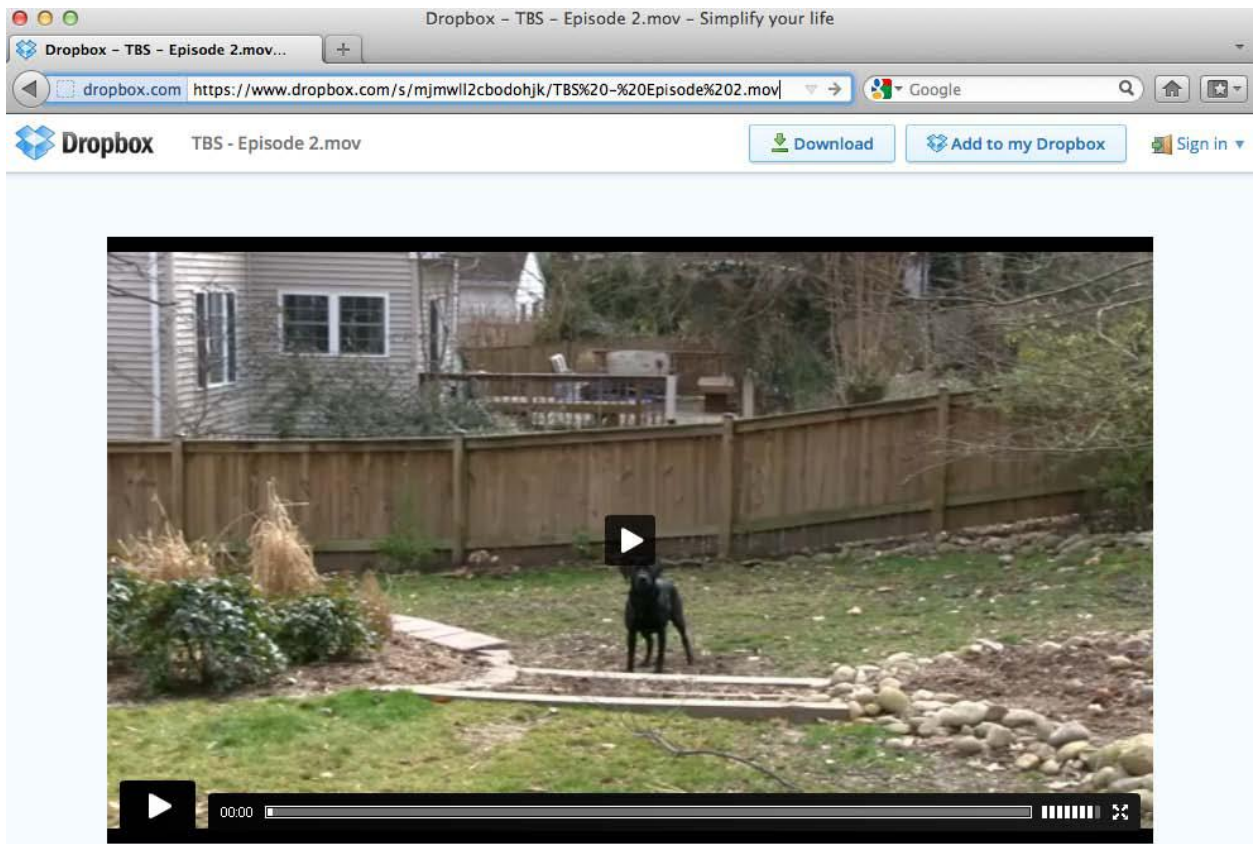 Dropbox – TBS – Episode 2.mov – Simplify your life
Dropbox – TBS – Episode 2.mov...
dropbox.com https://www.dropbox.com/s/mjmwll2cbodohjk/TBS%20-%20Episode%202.mov Google
Dropbox TBS - Episode 2.mov Download Add to my Dropbox Sign in
00:00